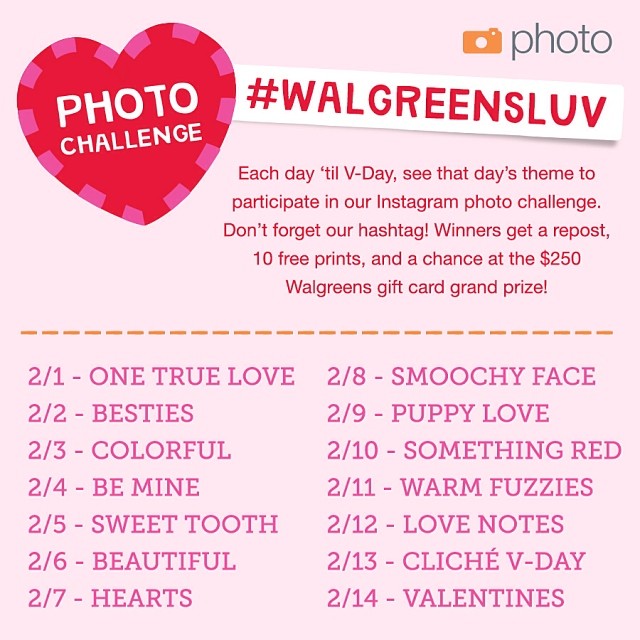 photo
PHOTO
CHALLENGE
#WALGREENSLUV
Each day ‘til V-Day, see that day’s theme to
participate in our Instagram photo challenge.
Don’t forget our hashtag! Winners get a repost,
10 free prints, and a chance at the $250
Walgreens gift card grand prize!
2/1 - ONE TRUE LOVE
2/2 - BESTIES
2/3 - COLORFUL
2/4 - BE MINE
2/5 - SWEET TOOTH
2/6 - BEAUTIFUL
2/7 - HEARTS
2/8 - SMOOCHY FACE
2/9 - PUPPY LOVE
2/10 - SOMETHING RED
2/11 - WARM FUZZIES
2/12 - LOVE NOTES
2/13 - CLICHÉ V-DAY
2/14 - VALENTINES